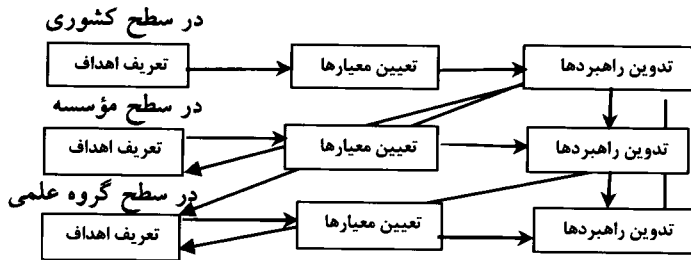 در سطح کشوری
تعریف اهداف
تعیین معیارها
تدوین راهبردها
در سطح مؤسسه
تعریف اهداف
تعیین معیارها
تدوین راهبردها
در سطح گروه علمی
تعریف اهداف
تعیین معیارها
تدوین راهبردها